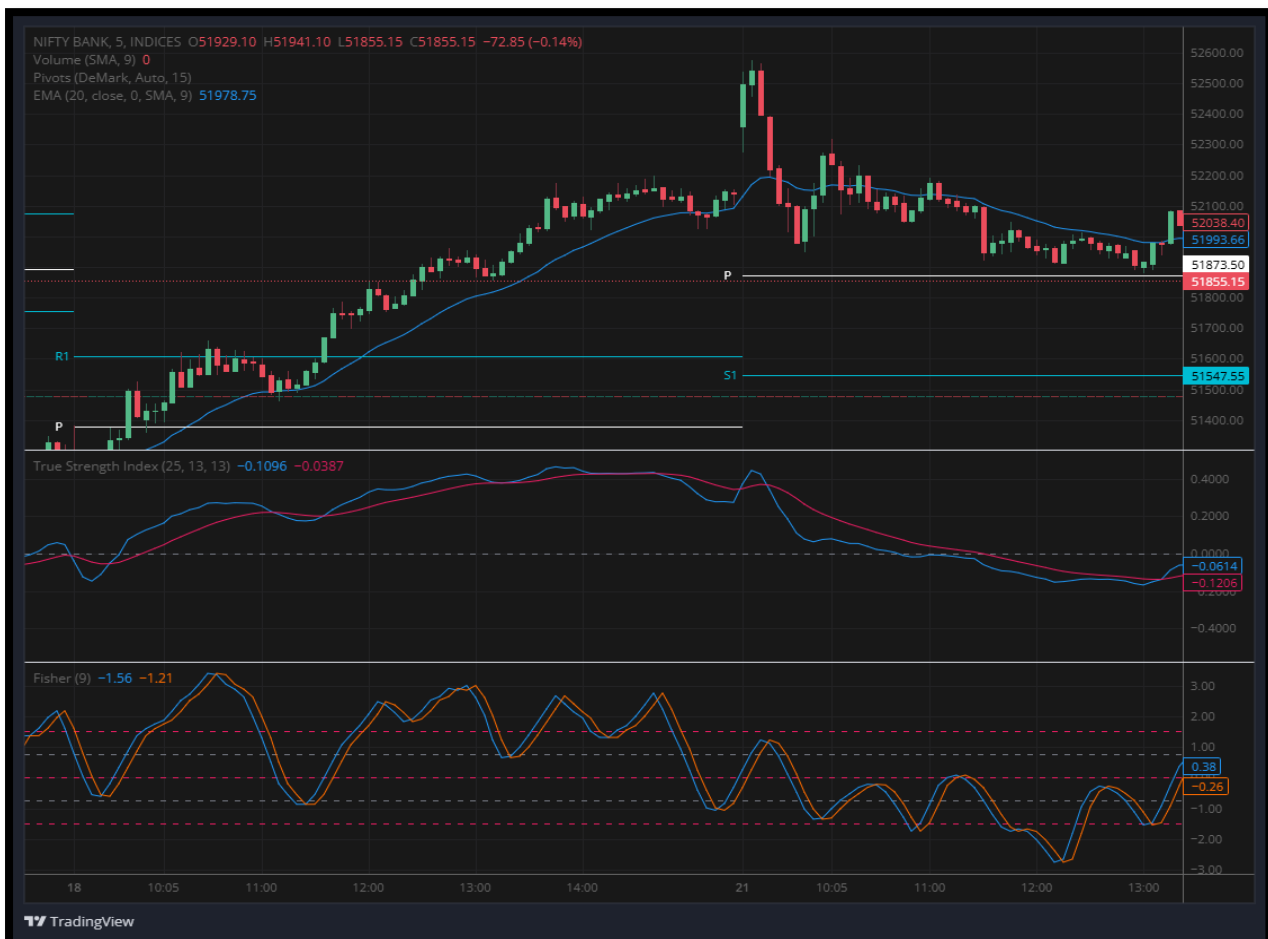 NIFTY BANK, 5, INDICES O51929.10 H51941.10 L51855.15 C51855.15 −72.85 (−0.14%)
Volume (SMA, 9) 0
Pivots (DeMark, Auto, 15)
EMA (20, close, 0, SMA, 9) 51978.75
52600.00
52500.00
52400.00
52300.00
52200.00
52100.00
52038.40
51993.66
P
51873.50
51855.15
51800.00
51700.00
R1
51600.00
S1
51547.55
51500.00
P
51400.00
True Strength Index (25, 13, 13) −0.1096 −0.0387
0.4000
0.2000
0.0000
−0.0614
−0.1206
−0.2000
−0.4000
Fisher (9) −1.56 −1.21
3.00
2.00
1.00
0.38
−0.26
−1.00
−2.00
−3.00
18 10:05 11:00 12:00 13:00 14:00 21 10:05 11:00 12:00 13:00
TradingView